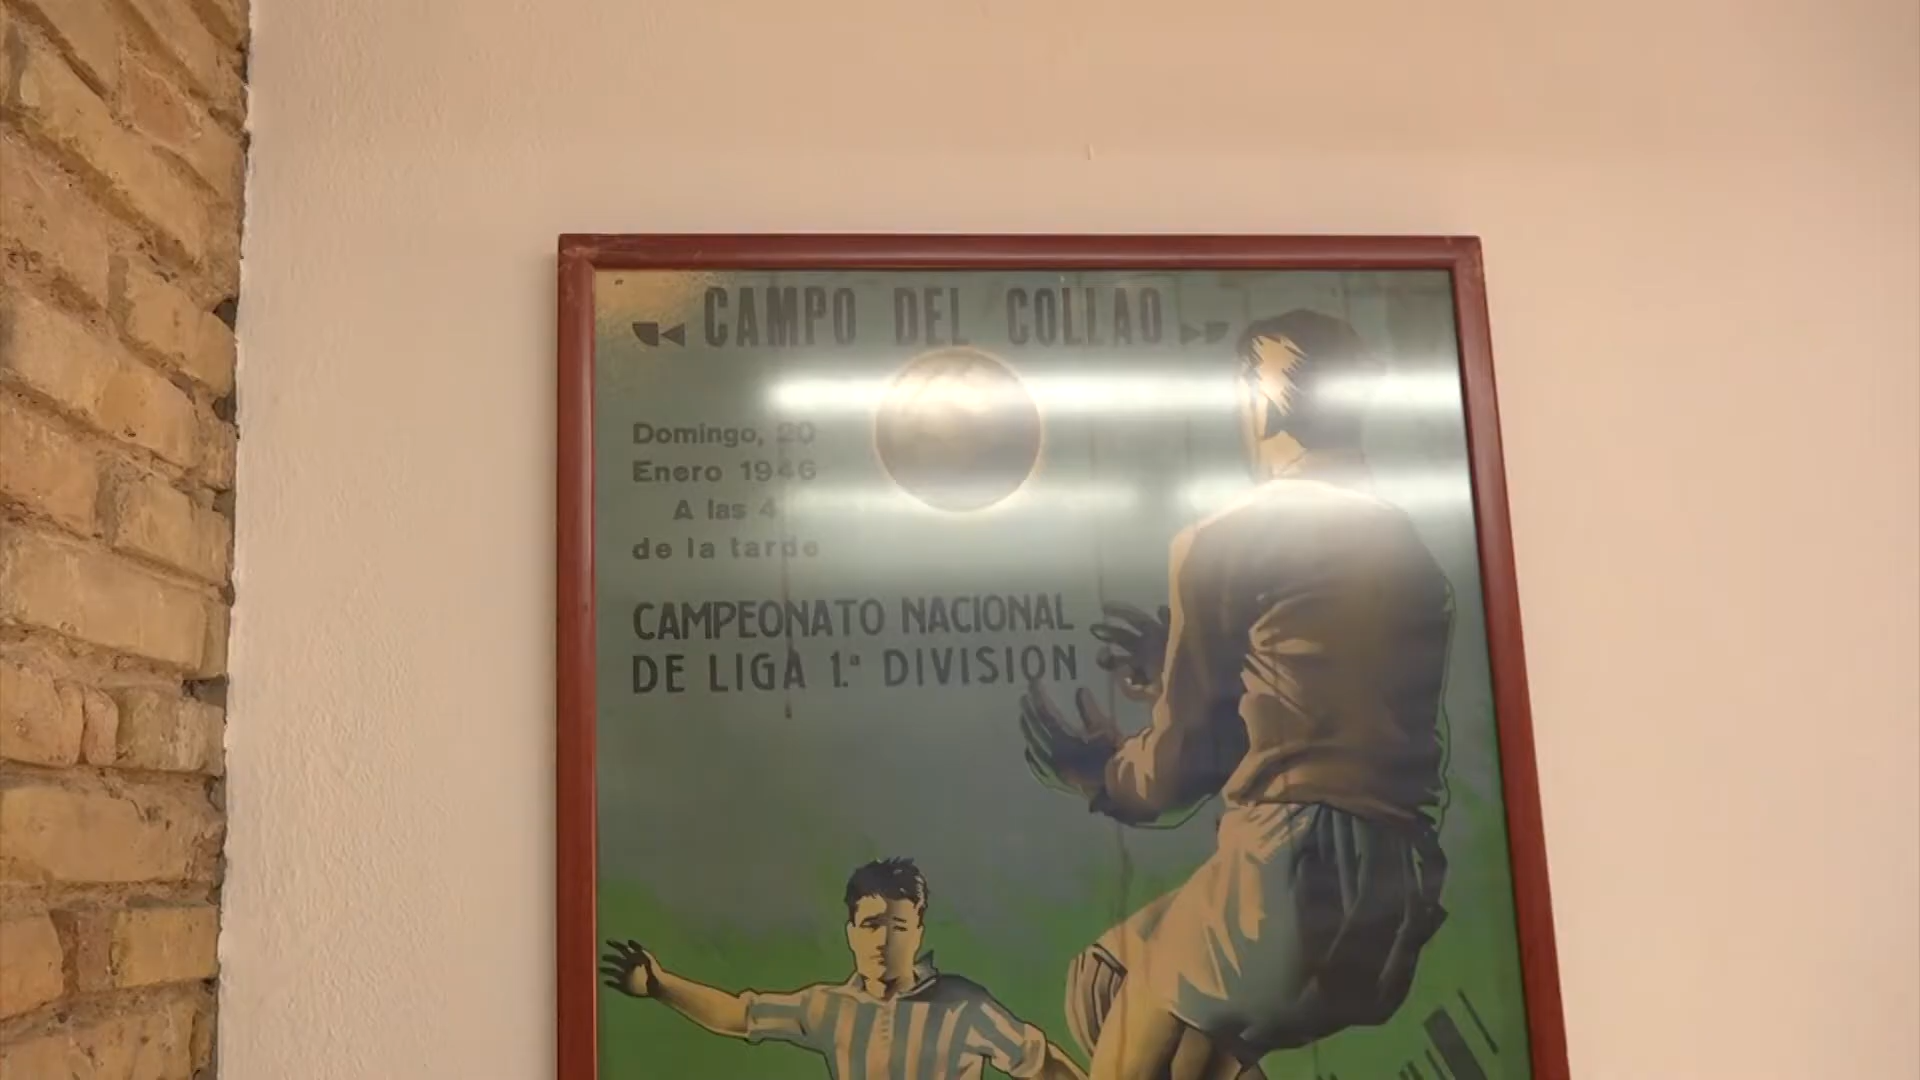 CAMPO DEL COLLAO
Domingo, 20
Enero 1946
A las 4
de la tarde
CAMPEONATO NACIONAL
DE LIGA 1.ª DIVISION